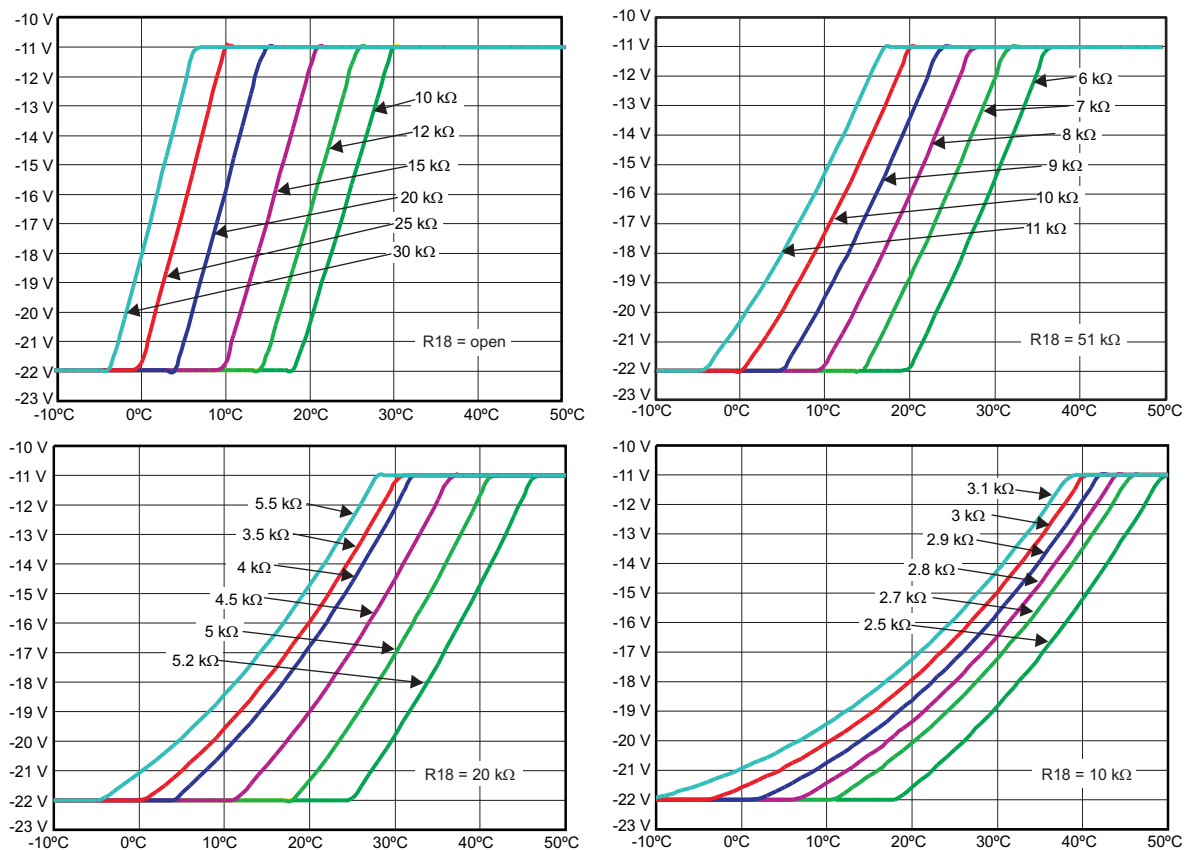 -10 V
-11 V
-12 V
-13 V
-14 V
-15 V
-16 V
-17 V
-18 V
-19 V
-20 V
-21 V
-22 V
-23 V
-10ºC 0ºC 10ºC 20ºC 30ºC 40ºC 50ºC
10 kΩ
12 kΩ
15 kΩ
20 kΩ
25 kΩ
30 kΩ
R18 = open
-10 V
-11 V
-12 V
-13 V
-14 V
-15 V
-16 V
-17 V
-18 V
-19 V
-20 V
-21 V
-22 V
-23 V
-10ºC 0ºC 10ºC 20ºC 30ºC 40ºC 50ºC
6 kΩ
7 kΩ
8 kΩ
9 kΩ
10 kΩ
11 kΩ
R18 = 51 kΩ
-10 V
-11 V
-12 V
-13 V
-14 V
-15 V
-16 V
-17 V
-18 V
-19 V
-20 V
-21 V
-22 V
-23 V
-10ºC 0ºC 10ºC 20ºC 30ºC 40ºC 50ºC
5.5 kΩ
3.5 kΩ
4 kΩ
4.5 kΩ
5 kΩ
5.2 kΩ
R18 = 20 kΩ
-10 V
-11 V
-12 V
-13 V
-14 V
-15 V
-16 V
-17 V
-18 V
-19 V
-20 V
-21 V
-22 V
-23 V
-10ºC 0ºC 10ºC 20ºC 30ºC 40ºC 50ºC
3.1 kΩ
3 kΩ
2.9 kΩ
2.8 kΩ
2.7 kΩ
2.5 kΩ
R18 = 10 kΩ